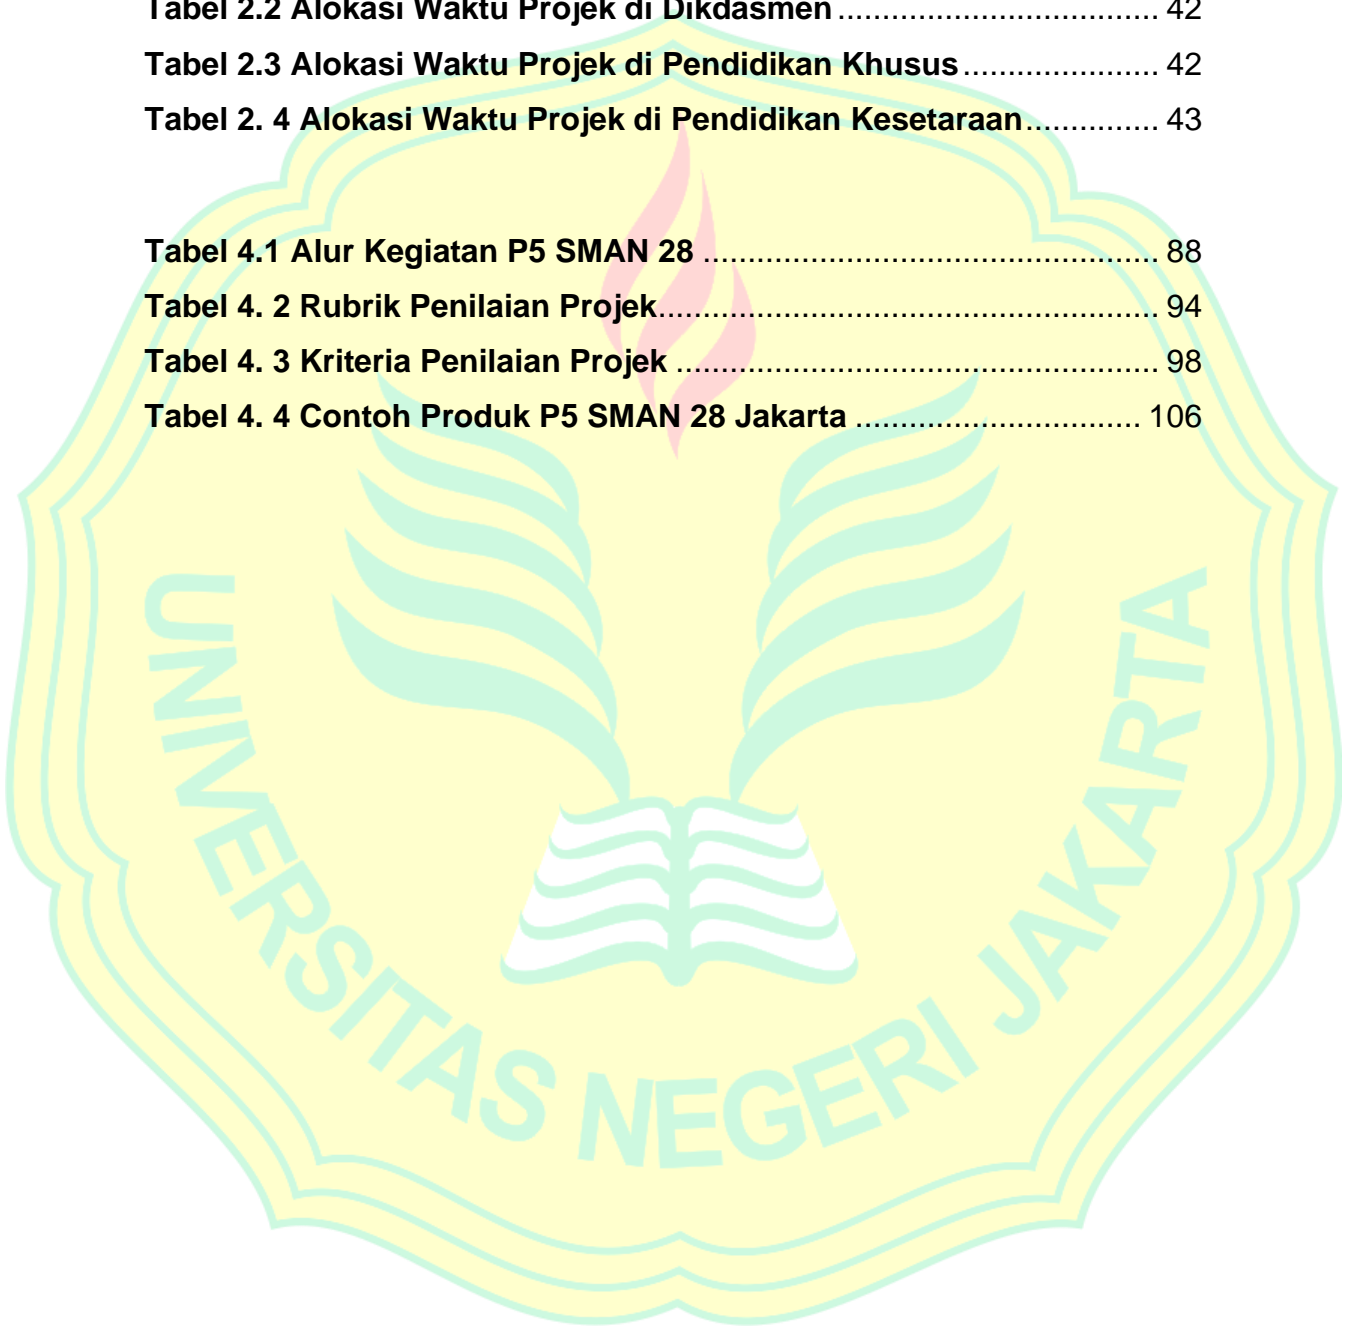 Tabel 2.2 Alokasi Waktu Projek di Dikdasmen .................................. 42
Tabel 2.3 Alokasi Waktu Projek di Pendidikan Khusus ..................... 42
Tabel 2. 4 Alokasi Waktu Projek di Pendidikan Kesetaraan ............... 43
Tabel 4.1 Alur Kegiatan P5 SMAN 28 ................................................. 88
Tabel 4. 2 Rubrik Penilaian Projek ...................................................... 94
Tabel 4. 3 Kriteria Penilaian Projek .................................................... 98
Tabel 4. 4 Contoh Produk P5 SMAN 28 Jakarta ............................... 106
UNIVERSITAS NEGERI JAKARTA